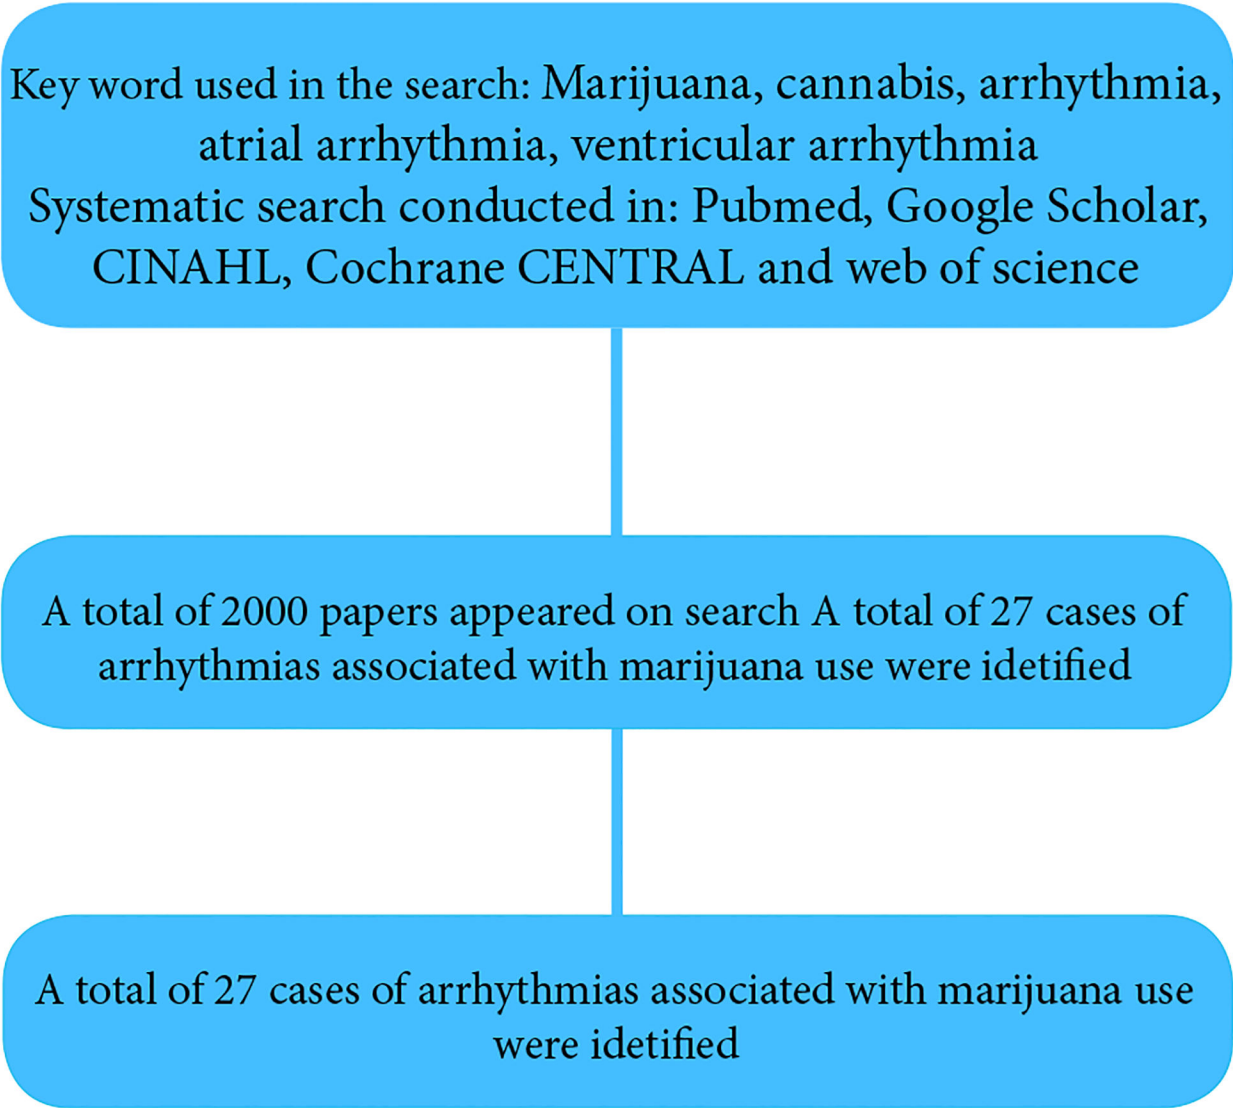 Key word used in the search: Marijuana, cannabis, arrhythmia,
atrial arrhythmia, ventricular arrhythmia
Systematic search conducted in: Pubmed, Google Scholar,
CINAHL, Cochrane CENTRAL and web of science
A total of 2000 papers appeared on search A total of 27 cases of
arrhythmias associated with marijuana use were idetified
A total of 27 cases of arrhythmias associated with marijuana use
were idetified